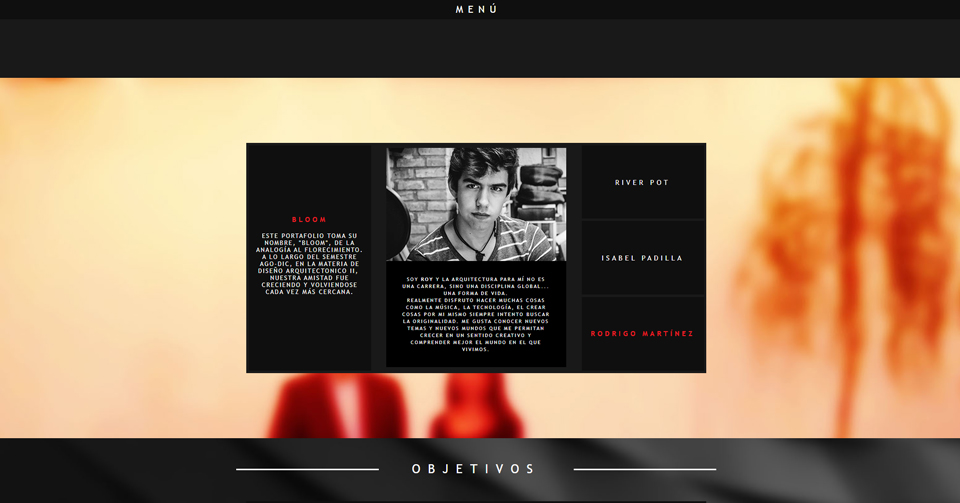 MENÚ
BLOOM
ESTE PORTAFOLIO TOMA SU
NOMBRE, "BLOOM", DE LA
ANALOGÍA AL FLORECIMIENTO.
A LO LARGO DEL SEMESTRE
AGO-DIC, EN LA MATERIA DE
DISEÑO ARQUITECTONICO II,
NUESTRA AMISTAD FUE
CRECIENDO Y VOLVIENDOSE
CADA VEZ MÁS CERCANA.
SOY ROY Y LA ARQUITECTURA PARA MÍ NO ES
UNA CARRERA, SINO UNA DISCIPLINA GLOBAL...
UNA FORMA DE VIDA.
REALMENTE DISFRUTO HACER MUCHAS COSAS
COMO LA MÚSICA, LA TECNOLOGÍA, EL CREAR
COSAS POR MI MISMO SIEMPRE INTENTO BUSCAR
LA ORIGINALIDAD. ME GUSTA CONOCER NUEVOS
TEMAS Y NUEVOS MUNDOS QUE ME PERMITAN
CRECER EN UN SENTIDO CREATIVO Y
COMPRENDER MEJOR EL MUNDO EN EL QUE
VIVIMOS.
RIVER POT
ISABEL PADILLA
RODRIGO MARTÍNEZ
OBJETIVOS